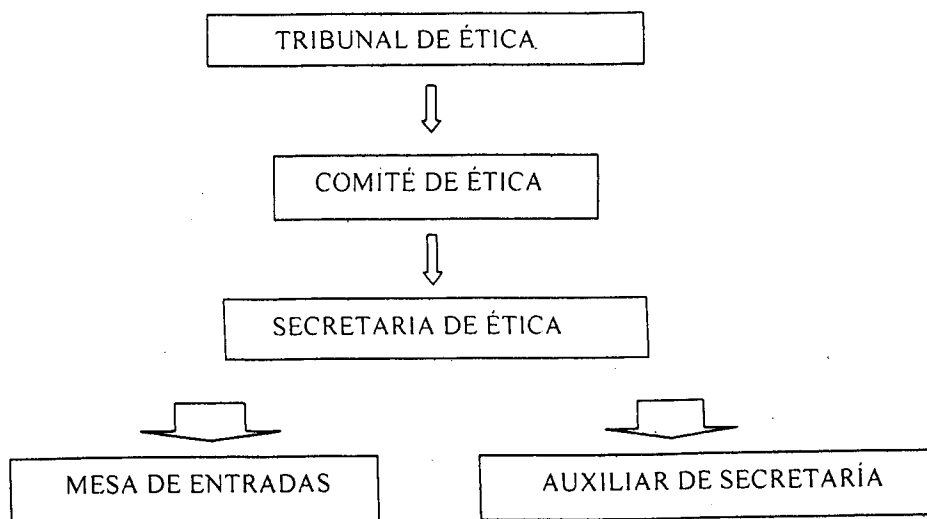 TRIBUNAL DE ÉTICA
COMITÉ DE ÉTICA
SECRETARIA DE ÉTICA
MESA DE ENTRADAS
AUXILIAR DE SECRETARÍA